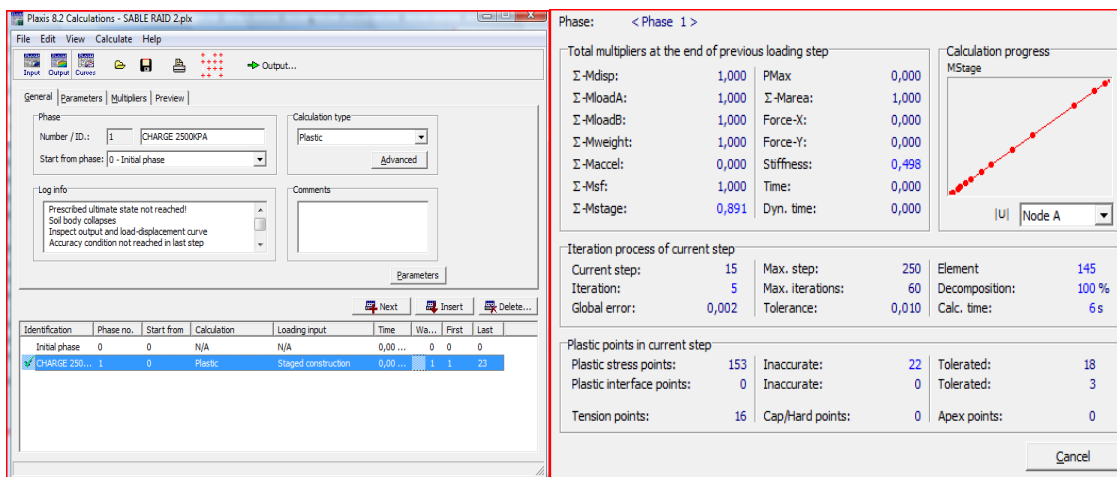 Plaxis 8.2 Calculations - SABLE RAID 2.plx
File Edit View Calculate Help
Input Output Curves Output...
General Parameters Multipliers Preview
Phase
Number / ID.: 1 CHARGE 2500KPA
Start from phase: 0 - Initial phase
Calculation type
Plastic
Advanced
Log info
Prescribed ultimate state not reached!
Soil body collapses
Inspect output and load-displacement curve
Accuracy condition not reached in last step
Comments
Parameters
Next Insert Delete...
Identification Phase no. Start from Calculation Loading input Time Wa... First Last
Initial phase 0 0 N/A N/A 0,00 ... 0 0 0
CHARGE 250... 1 0 Plastic Staged construction 0,00 ... 1 1 23
Phase: < Phase 1 >
Total multipliers at the end of previous loading step
Σ-Mdisp: 1,000 PMax 0,000
Σ-MloadA: 1,000 Σ-Marea: 1,000
Σ-MloadB: 1,000 Force-X: 0,000
Σ-Mweight: 1,000 Force-Y: 0,000
Σ-Maccel: 0,000 Stiffness: 0,498
Σ-Msf: 1,000 Time: 0,000
Σ-Mstage: 0,891 Dyn. time: 0,000
Calculation progress
MStage
|U| Node A
Iteration process of current step
Current step: 15 Max. step: 250 Element 145
Iteration: 5 Max. iterations: 60 Decomposition: 100 %
Global error: 0,002 Tolerance: 0,010 Calc. time: 6 s
Plastic points in current step
Plastic stress points: 153 Inaccurate: 22 Tolerated: 18
Plastic interface points: 0 Inaccurate: 0 Tolerated: 3
Tension points: 16 Cap/Hard points: 0 Apex points: 0
Cancel